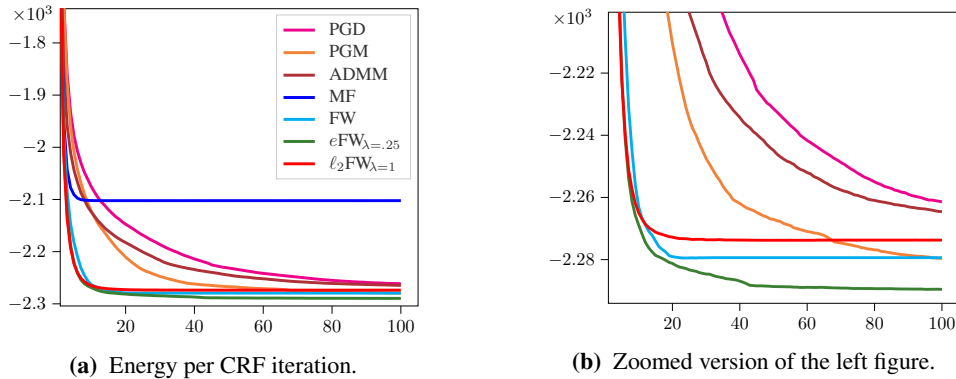 ×10³
−1.8
−1.9
−2
−2.1
−2.2
−2.3
20
40
60
80
100
PGD
PGM
ADMM
MF
FW
eFWλ=.25
ℓ₂FWλ=1
(a) Energy per CRF iteration.
×10³
−2.22
−2.24
−2.26
−2.28
20
40
60
80
100
(b) Zoomed version of the left figure.